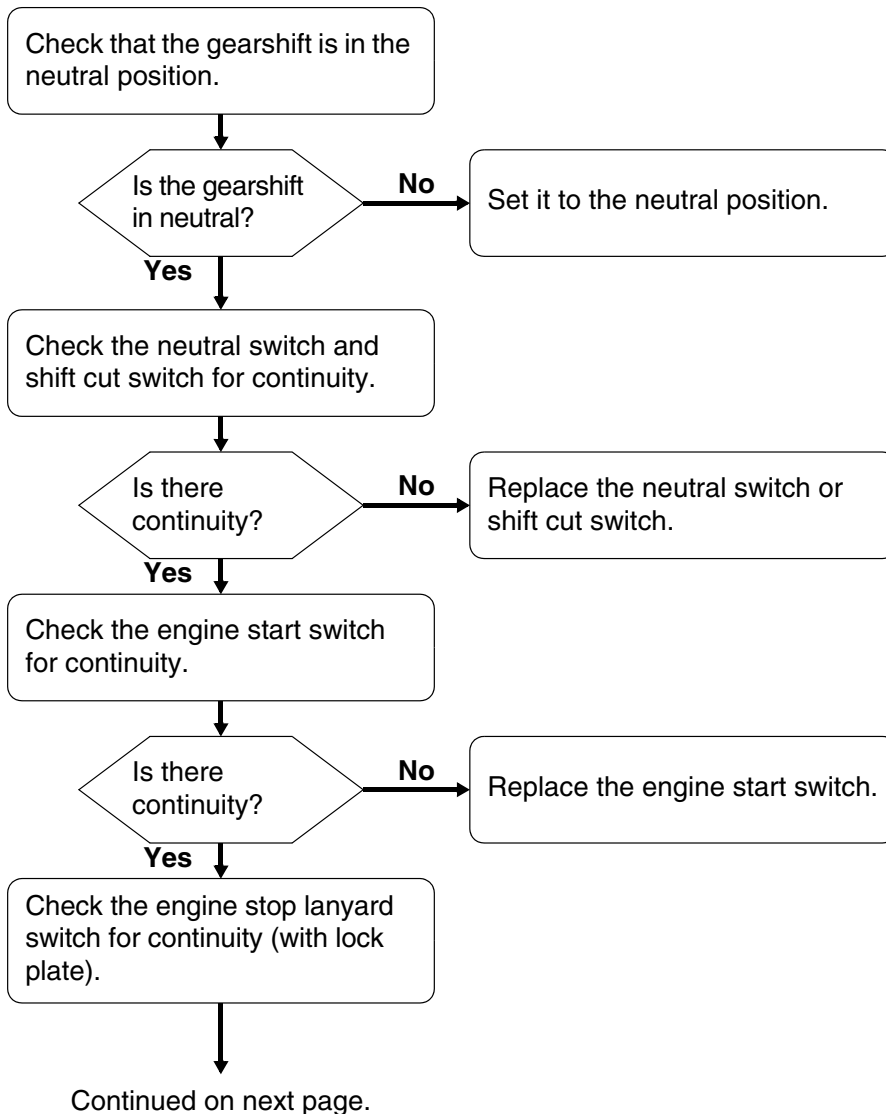 Check that the gearshift is in the
neutral position.
Is the gearshift
in neutral?
No
Set it to the neutral position.
Yes
Check the neutral switch and
shift cut switch for continuity.
Is there
continuity?
No
Replace the neutral switch or
shift cut switch.
Yes
Check the engine start switch
for continuity.
Is there
continuity?
No
Replace the engine start switch.
Yes
Check the engine stop lanyard
switch for continuity (with lock
plate).
Continued on next page.